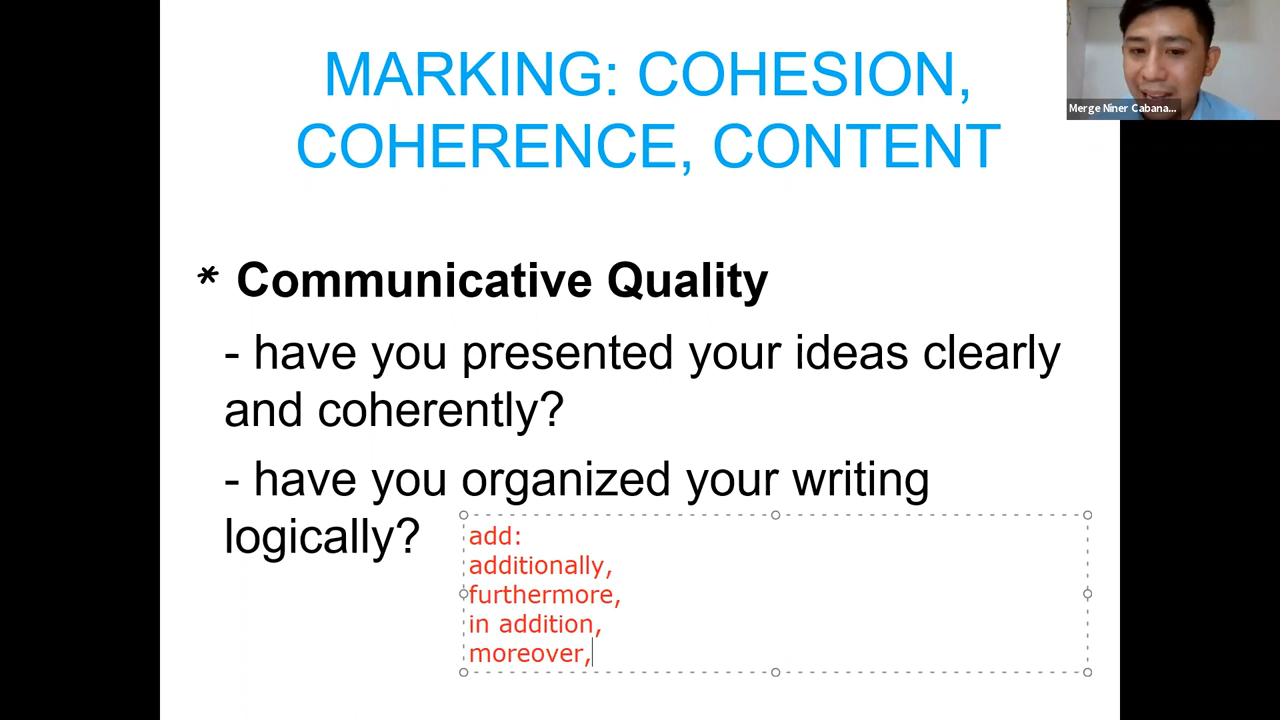 MARKING: COHESION,
COHERENCE, CONTENT
Merge Niner Cabana...
* Communicative Quality
- have you presented your ideas clearly
and coherently?
- have you organized your writing
logically?
add:
additionally,
furthermore,
in addition,
moreover,